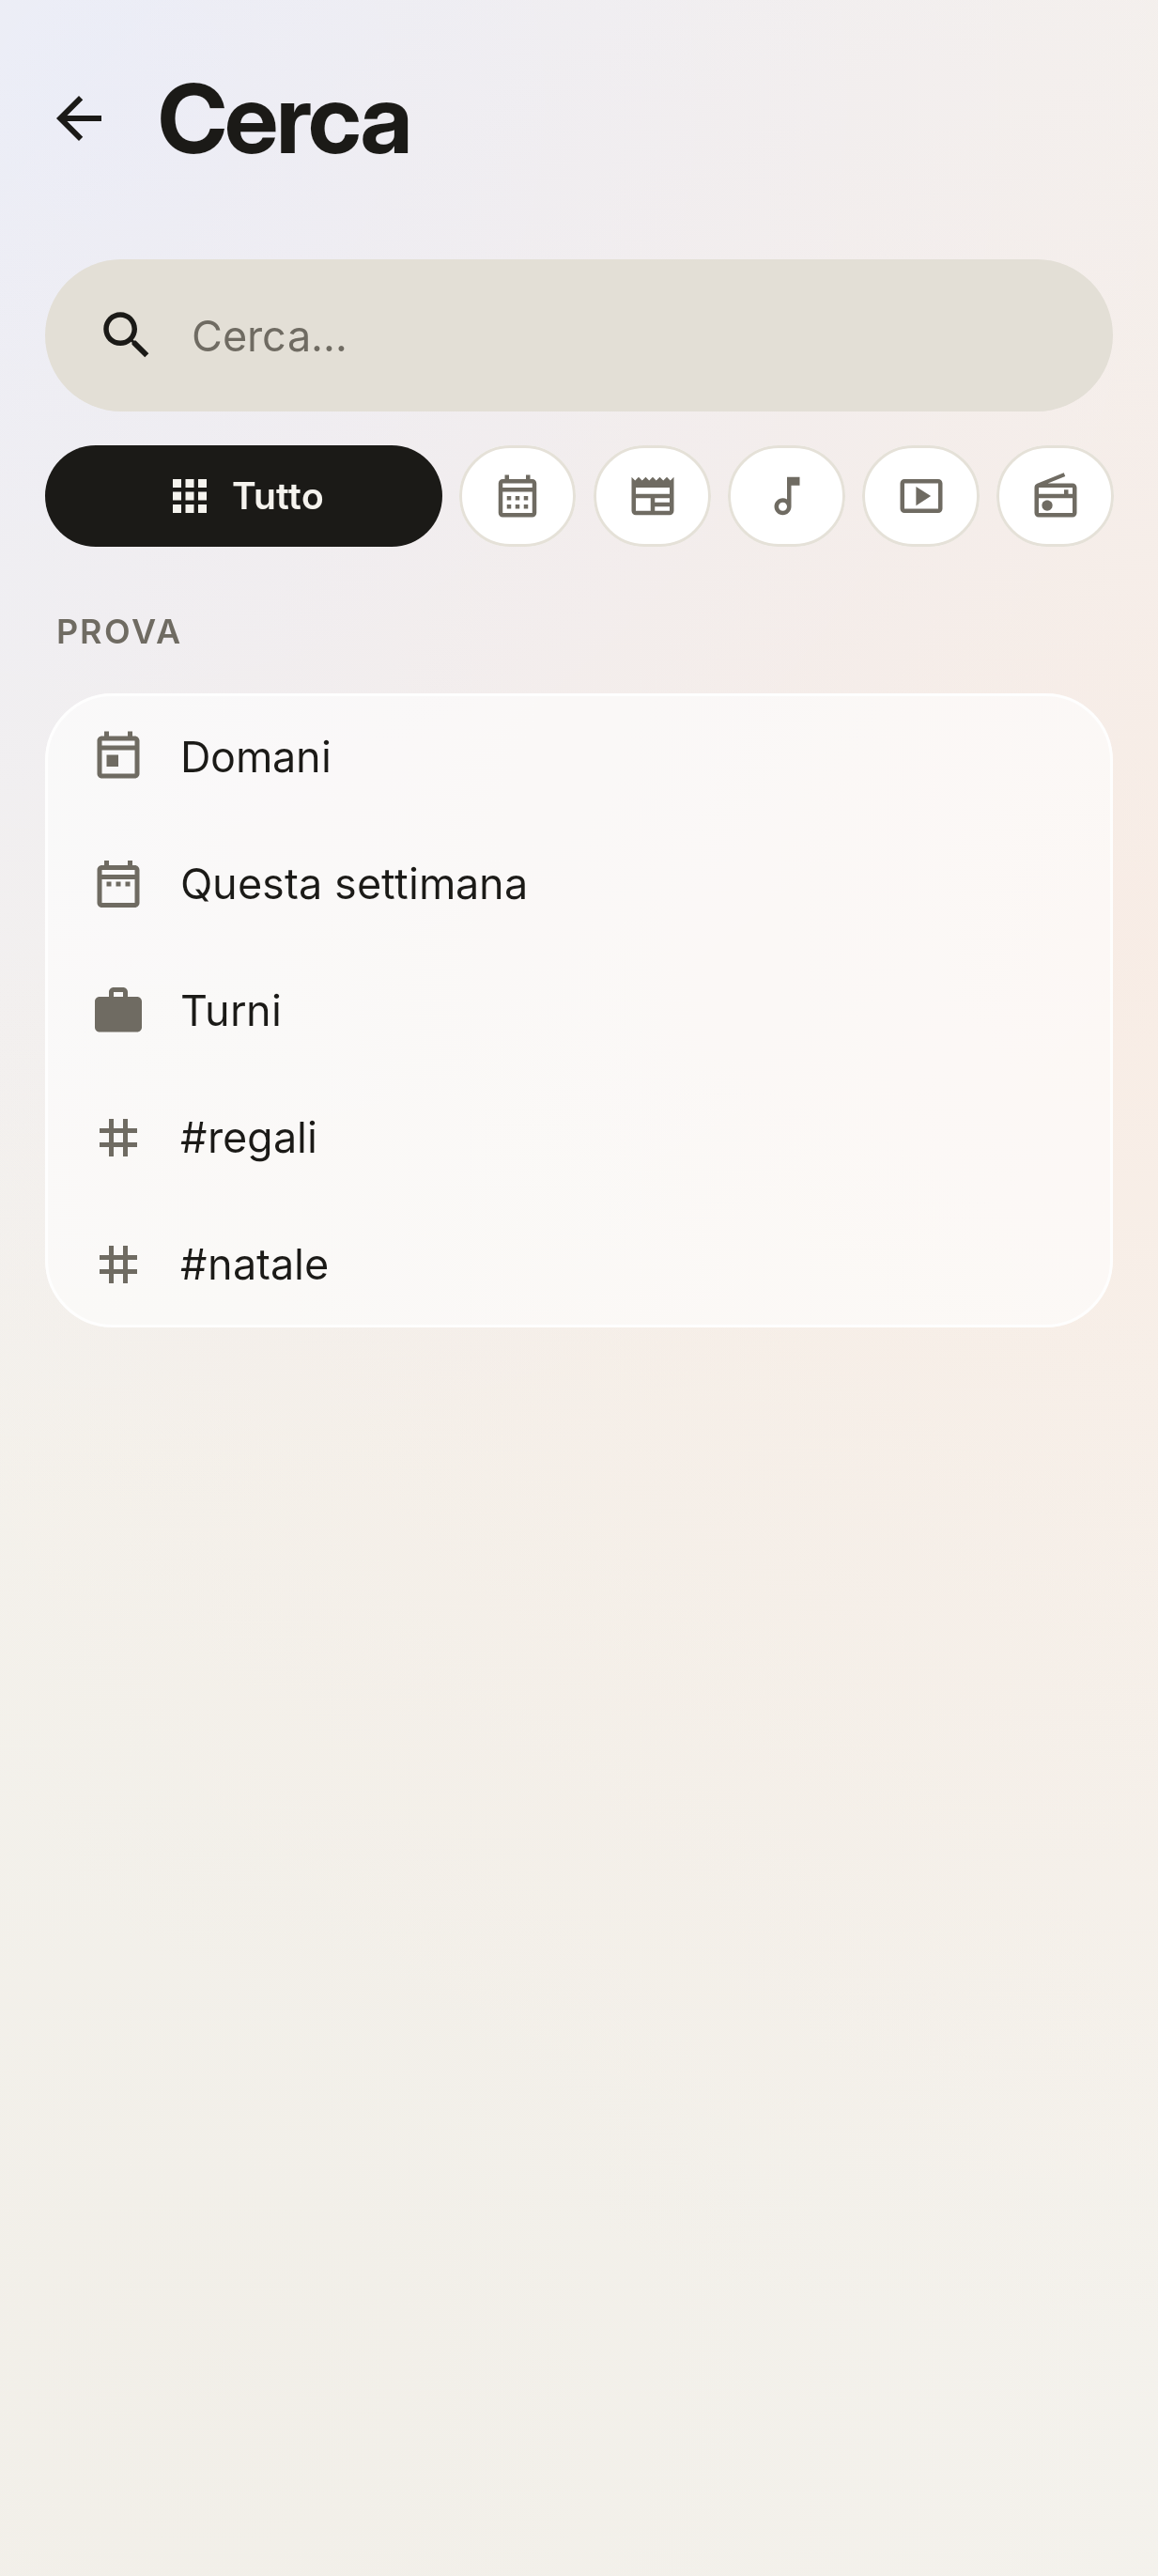 Cerca
Cerca...
Tutto
PROVA
Domani
Questa settimana
Turni
#regali
#natale